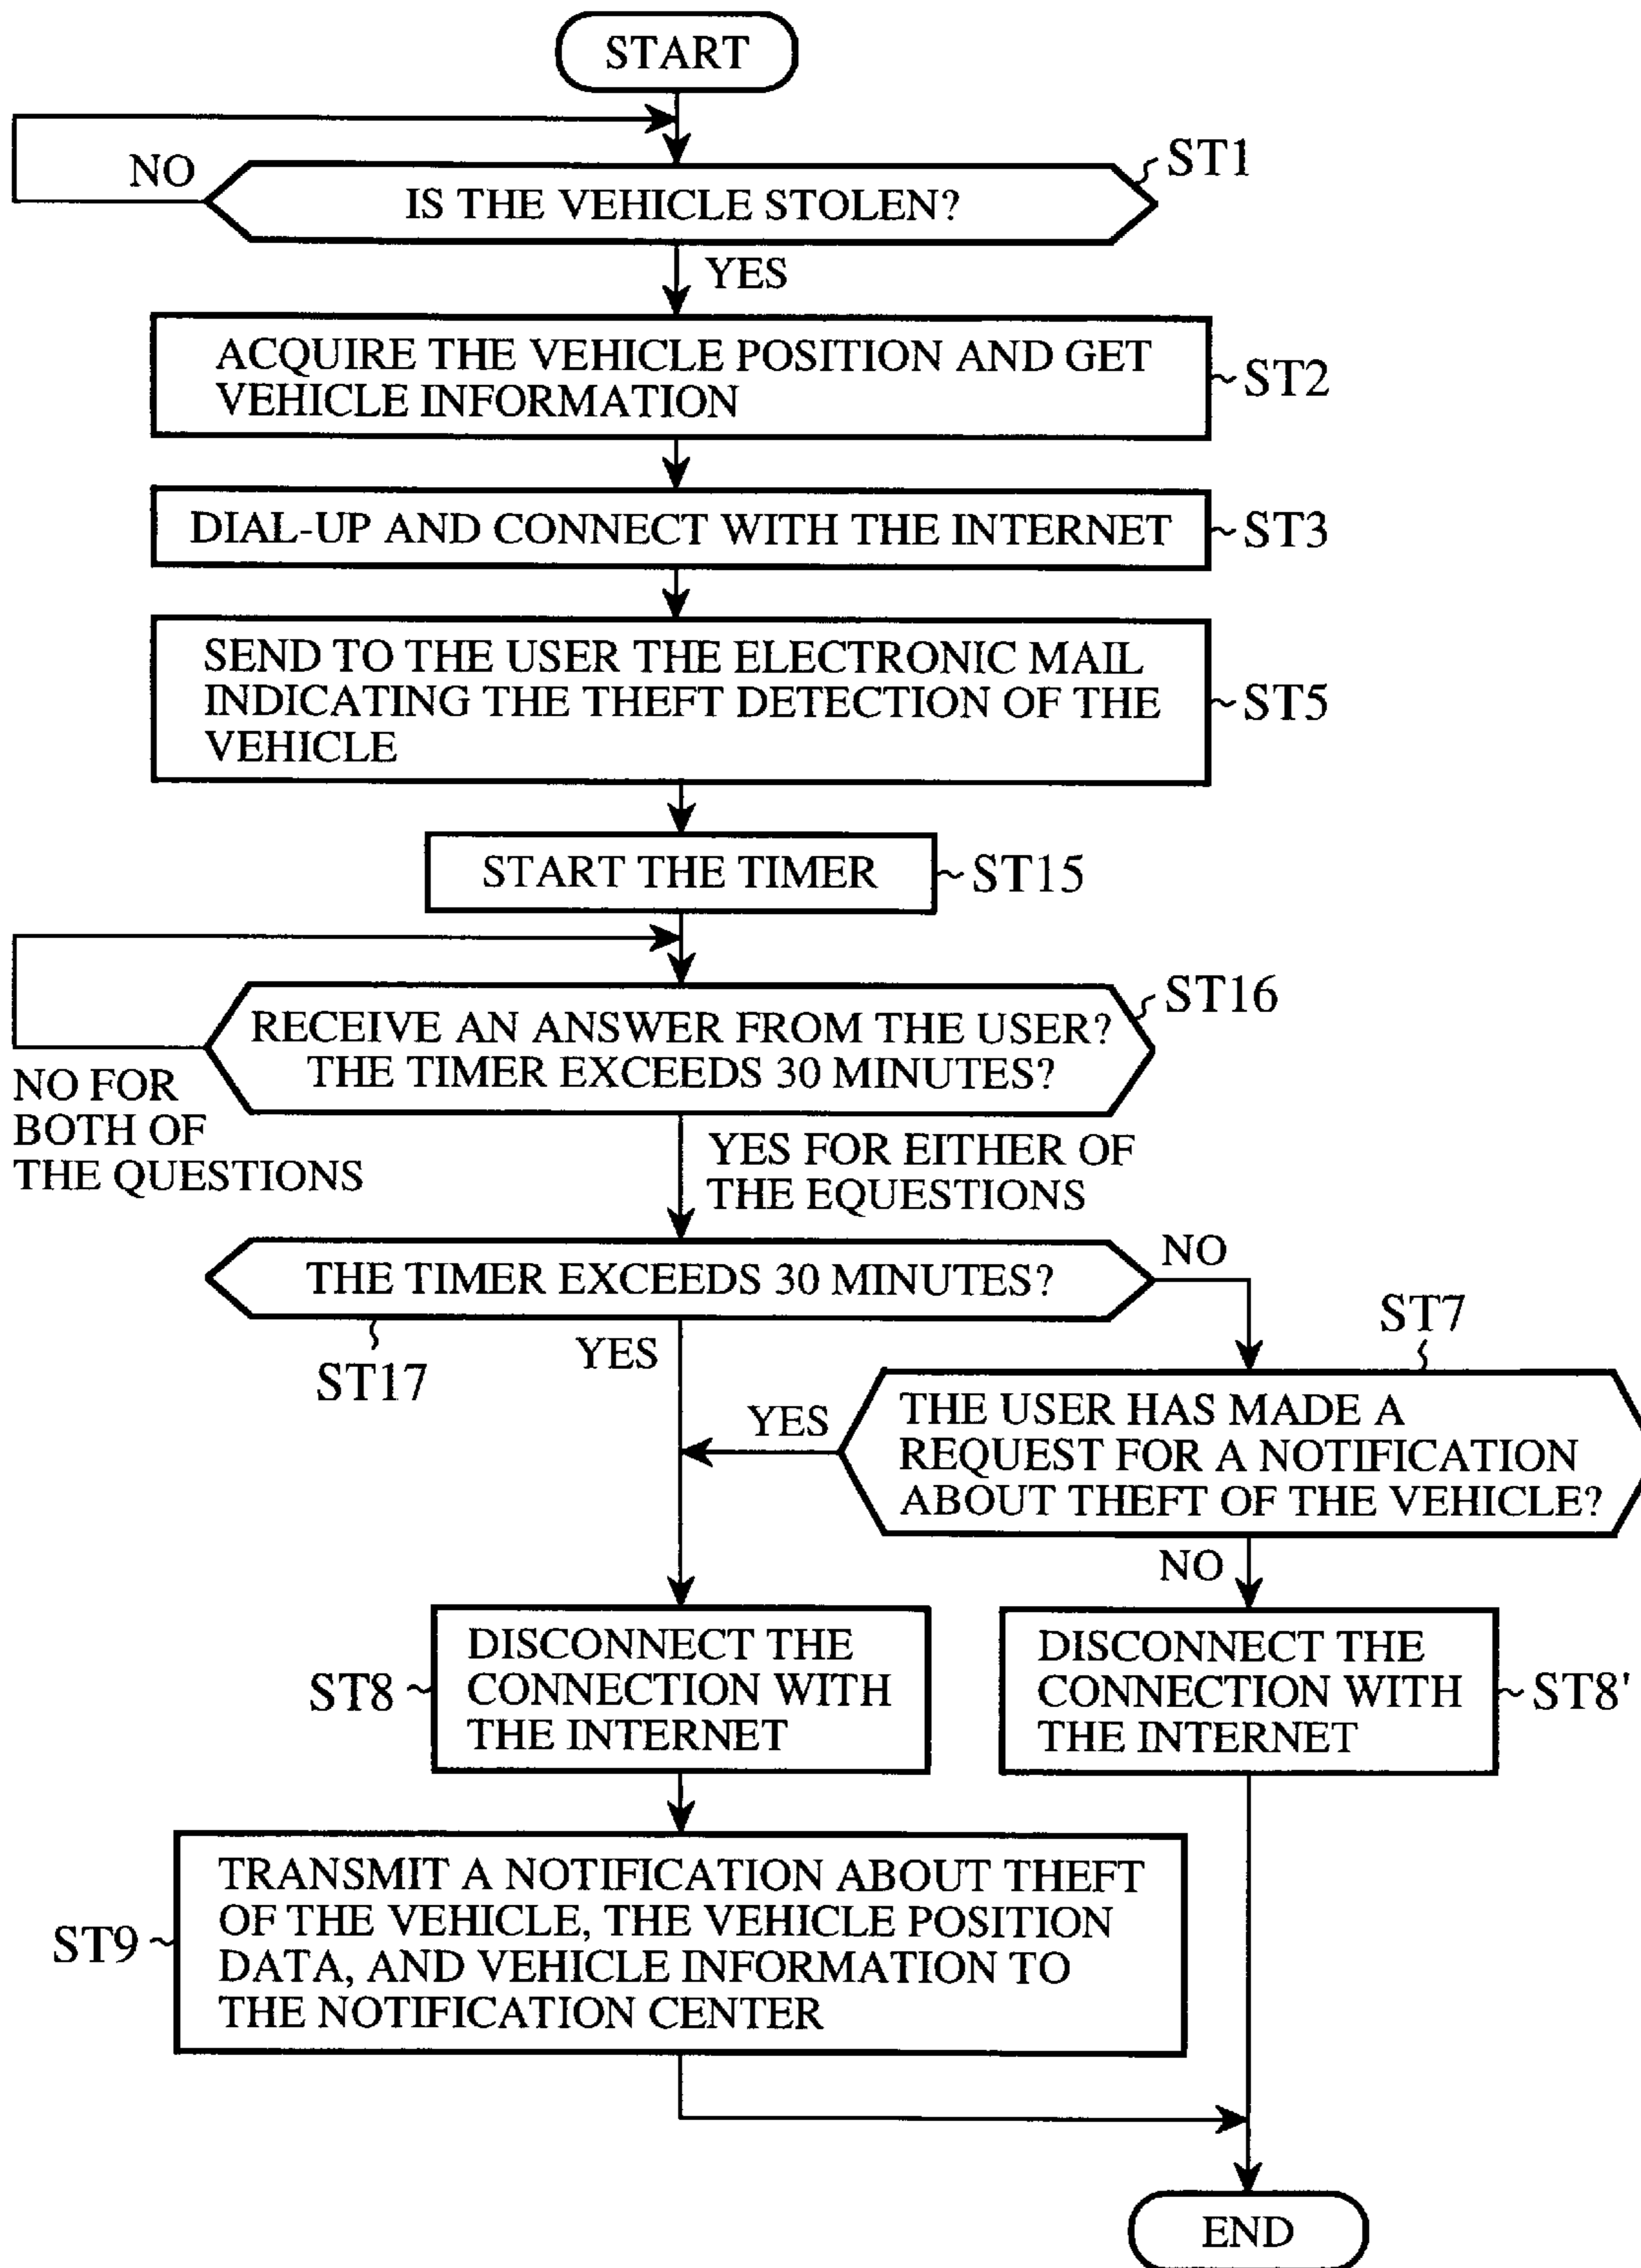 START
NO
ST1
IS THE VEHICLE STOLEN?
YES
ACQUIRE THE VEHICLE POSITION AND GET
VEHICLE INFORMATION
ST2
DIAL-UP AND CONNECT WITH THE INTERNET
ST3
SEND TO THE USER THE ELECTRONIC MAIL
INDICATING THE THEFT DETECTION OF THE
VEHICLE
ST5
START THE TIMER
ST15
ST16
RECEIVE AN ANSWER FROM THE USER?
THE TIMER EXCEEDS 30 MINUTES?
NO FOR
BOTH OF
THE QUESTIONS
YES FOR EITHER OF
THE EQUESTIONS
THE TIMER EXCEEDS 30 MINUTES?
NO
ST17
YES
ST7
THE USER HAS MADE A
REQUEST FOR A NOTIFICATION
ABOUT THEFT OF THE VEHICLE?
YES
NO
ST8
DISCONNECT THE
CONNECTION WITH
THE INTERNET
DISCONNECT THE
CONNECTION WITH
THE INTERNET
ST8'
ST9
TRANSMIT A NOTIFICATION ABOUT THEFT
OF THE VEHICLE, THE VEHICLE POSITION
DATA, AND VEHICLE INFORMATION TO
THE NOTIFICATION CENTER
END